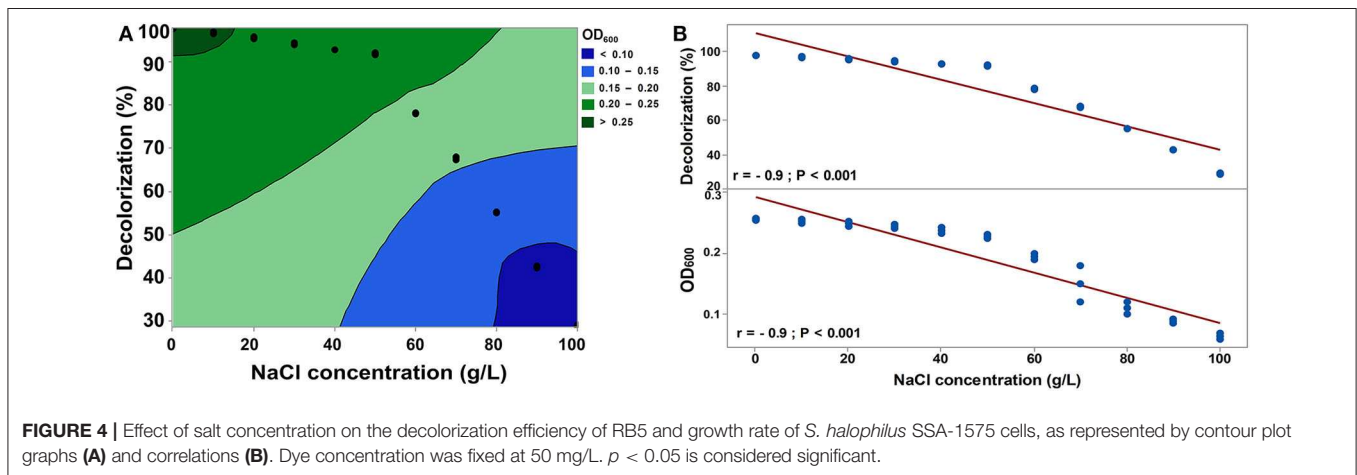 A
Decolorization (%)
100
90
80
70
60
50
40
30
0
20
40
60
80
100
NaCl concentration (g/L)
OD600
< 0.10
0.10 – 0.15
0.15 – 0.20
0.20 – 0.25
> 0.25
B
Decolorization (%)
100
80
60
40
20
r = - 0.9 ; P < 0.001
OD600
0.3
0.2
0.1
r = - 0.9 ; P < 0.001
0
20
40
60
80
100
NaCl concentration (g/L)
FIGURE 4 | Effect of salt concentration on the decolorization efficiency of RB5 and growth rate of S. halophilus SSA-1575 cells, as represented by contour plot
graphs (A) and correlations (B). Dye concentration was fixed at 50 mg/L. p < 0.05 is considered significant.